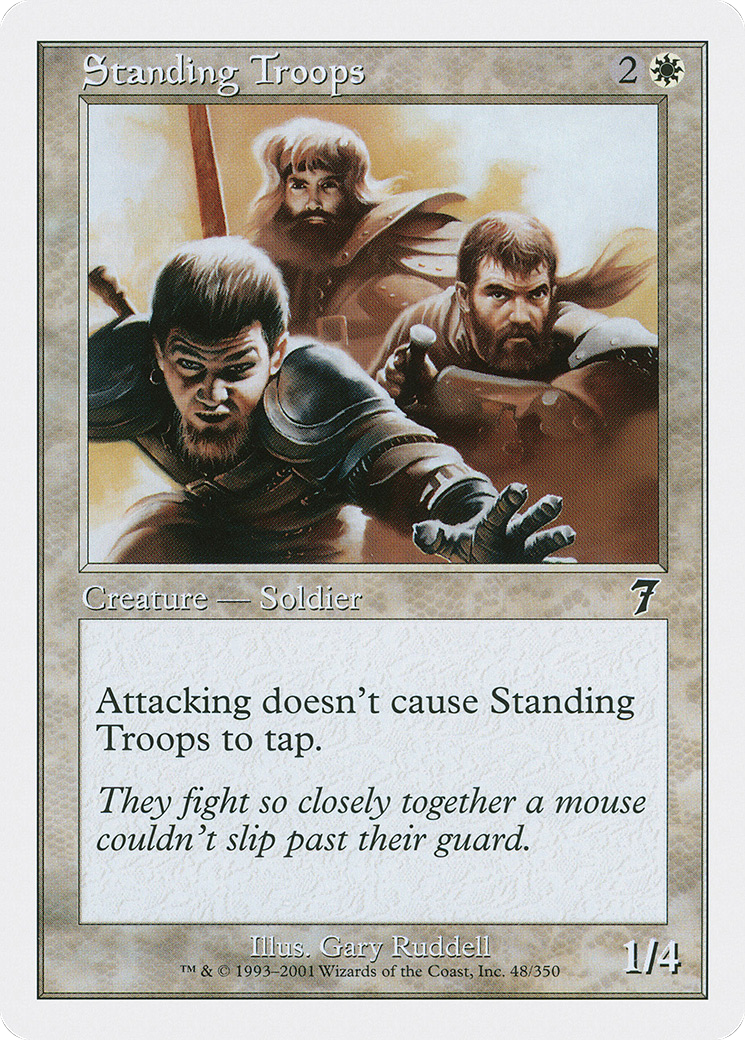 Standing Troops 2
Creature — Soldier 7
Attacking doesn't cause Standing
Troops to tap.
They fight so closely together a mouse
couldn't slip past their guard.
Illus. Gary Ruddell
™ & © 1993–2001 Wizards of the Coast, Inc. 48/350
1/4